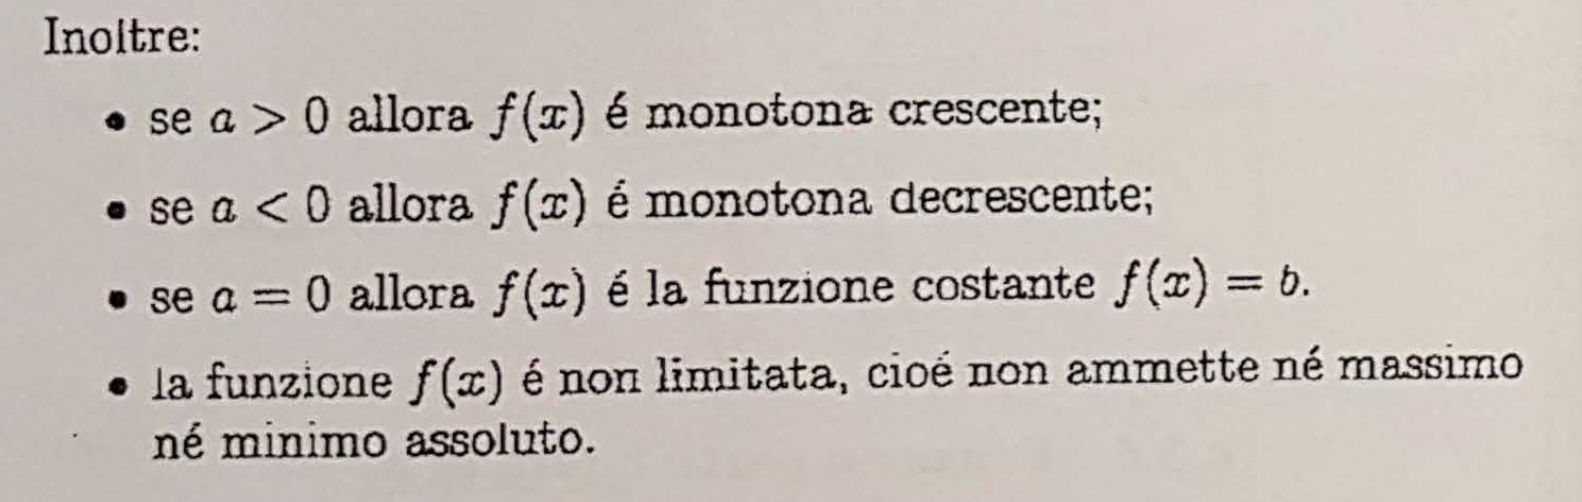 Inoltre:
• se a > 0 allora f(x) é monotona crescente;
• se a < 0 allora f(x) é monotona decrescente;
• se a = 0 allora f(x) é la funzione costante f(x) = b.
• la funzione f(x) é non limitata, cioé non ammette né massimo
né minimo assoluto.